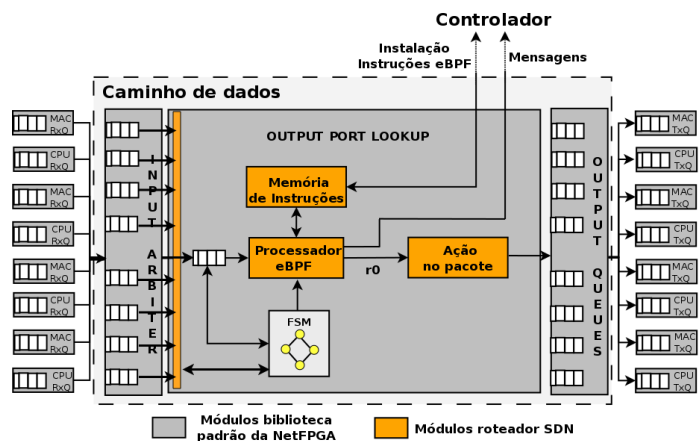 Controlador
Instalação
Instruções eBPF
Mensagens
Caminho de dados
MAC
RxQ
CPU
RxQ
MAC
RxQ
CPU
RxQ
MAC
RxQ
CPU
RxQ
MAC
RxQ
CPU
RxQ
INPUT ARBITER
OUTPUT PORT LOOKUP
Memória
de Instruções
Processador
eBPF
r0
Ação
no pacote
FSM
OUTPUT QUEUES
MAC
TxQ
CPU
TxQ
MAC
TxQ
CPU
TxQ
MAC
TxQ
CPU
TxQ
MAC
TxQ
CPU
TxQ
Módulos biblioteca
padrão da NetFPGA
Módulos roteador SDN